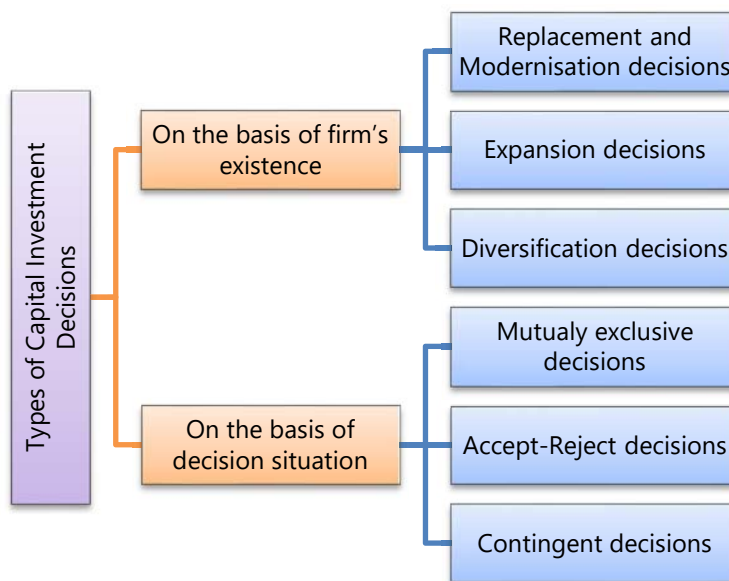 Types of Capital Investment
Decisions
On the basis of firm's
existence
Replacement and
Modernisation decisions
Expansion decisions
Diversification decisions
On the basis of
decision situation
Mutualy exclusive
decisions
Accept-Reject decisions
Contingent decisions